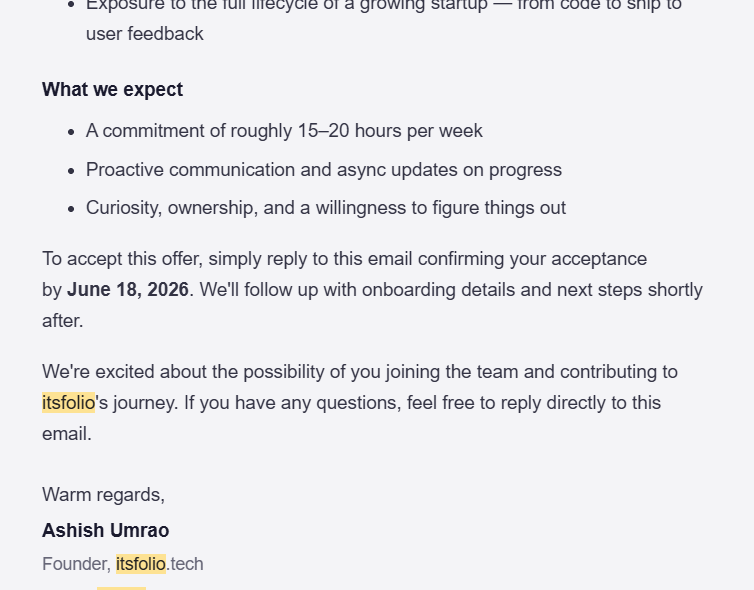 Exposure to the full lifecycle of a growing startup — from code to ship to
user feedback
What we expect
A commitment of roughly 15–20 hours per week
Proactive communication and async updates on progress
Curiosity, ownership, and a willingness to figure things out
To accept this offer, simply reply to this email confirming your acceptance
by June 18, 2026. We'll follow up with onboarding details and next steps shortly
after.
We're excited about the possibility of you joining the team and contributing to
itsfolio's journey. If you have any questions, feel free to reply directly to this
email.
Warm regards,
Ashish Umrao
Founder, itsfolio.tech